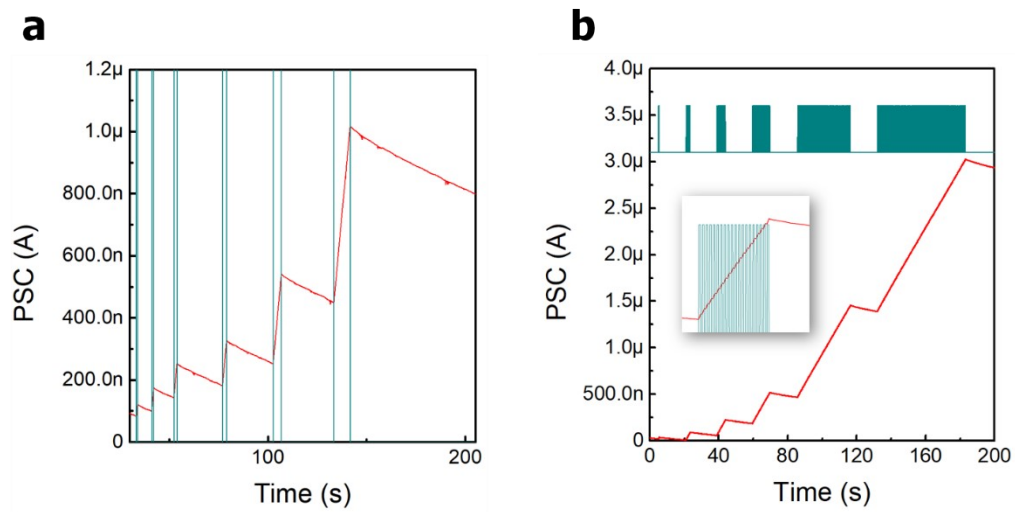 a
1.2µ
1.0µ
800.0n
600.0n
400.0n
200.0n
0
PSC (A)
100
200
Time (s)
b
4.0µ
3.5µ
3.0µ
2.5µ
2.0µ
1.5µ
1.0µ
500.0n
0
PSC (A)
0 40 80 120 160 200
Time (s)